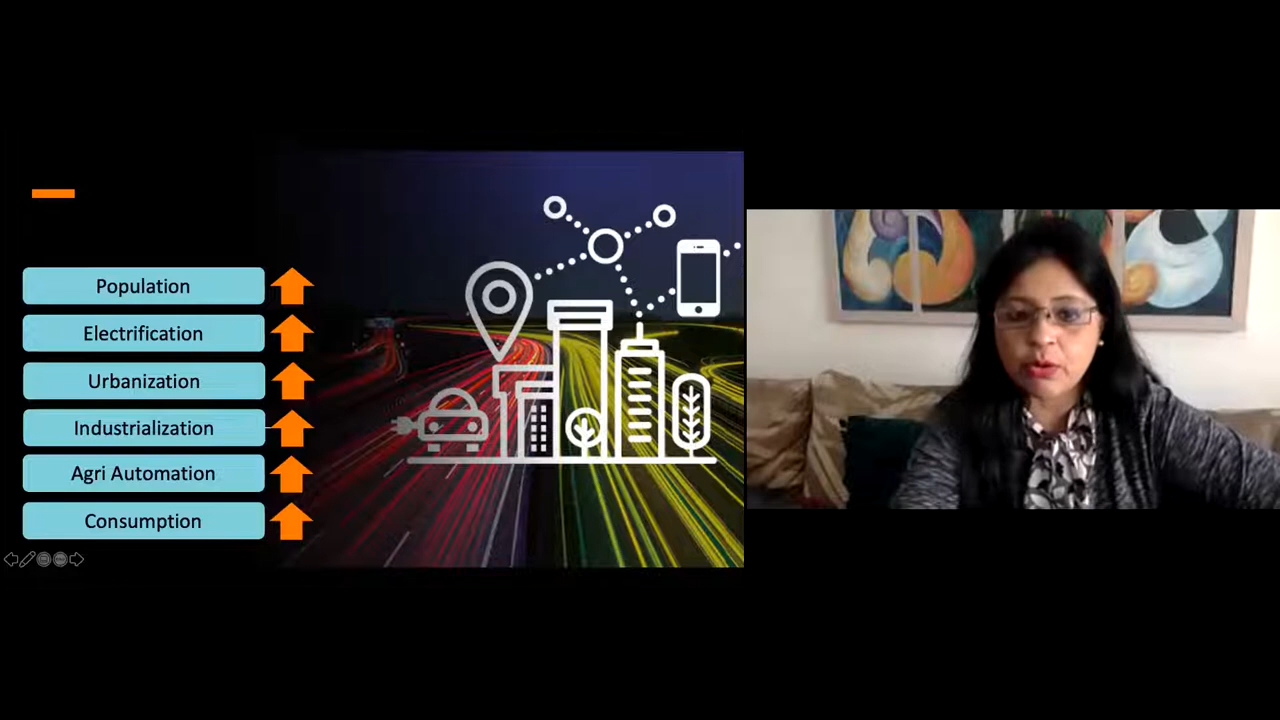 Population
Electrification
Urbanization
Industrialization
Agri Automation
Consumption